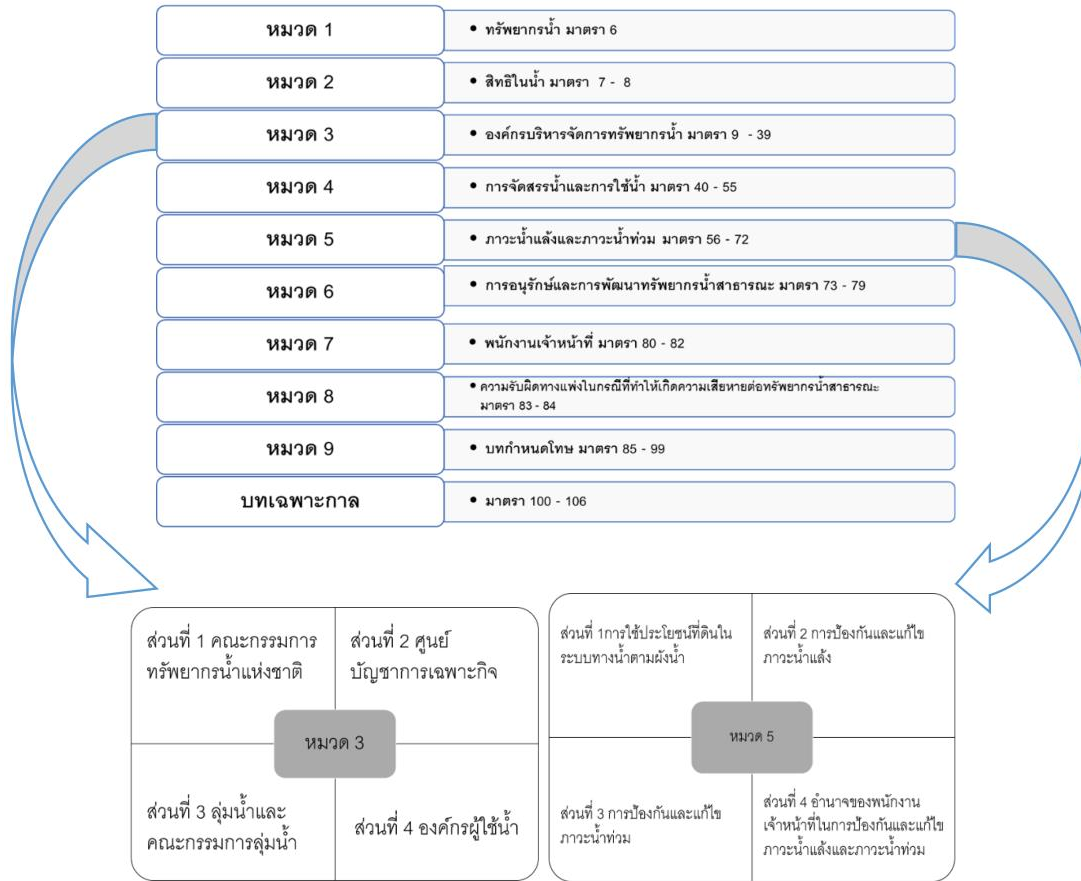 หมวด 1
• ทรัพยากรน้ำ มาตรา 6
หมวด 2
• สิทธิในน้ำ มาตรา 7 - 8
หมวด 3
• องค์กรบริหารจัดการทรัพยากรน้ำ มาตรา 9 - 39
หมวด 4
• การจัดสรรน้ำและการใช้น้ำ มาตรา 40 - 55
หมวด 5
• ภาวะน้ำแล้งและภาวะน้ำท่วม มาตรา 56 - 72
หมวด 6
• การอนุรักษ์และการพัฒนาทรัพยากรน้ำสาธารณะ มาตรา 73 - 79
หมวด 7
• พนักงานเจ้าหน้าที่ มาตรา 80 - 82
หมวด 8
• ความรับผิดทางแพ่งในกรณีที่ทำให้เกิดความเสียหายต่อทรัพยากรน้ำสาธารณะ
มาตรา 83 - 84
หมวด 9
• บทกำหนดโทษ มาตรา 85 - 99
บทเฉพาะกาล
• มาตรา 100 - 106
ส่วนที่ 1 คณะกรรมการ
ทรัพยากรน้ำแห่งชาติ
ส่วนที่ 2 ศูนย์
บัญชาการเฉพาะกิจ
หมวด 3
ส่วนที่ 3 ลุ่มน้ำและ
คณะกรรมการลุ่มน้ำ
ส่วนที่ 4 องค์กรผู้ใช้น้ำ
ส่วนที่ 1การใช้ประโยชน์ที่ดินใน
ระบบทางน้ำตามผังน้ำ
ส่วนที่ 2 การป้องกันและแก้ไข
ภาวะน้ำแล้ง
หมวด 5
ส่วนที่ 3 การป้องกันและแก้ไข
ภาวะน้ำท่วม
ส่วนที่ 4 อำนาจของพนักงาน
เจ้าหน้าที่ในการป้องกันและแก้ไข
ภาวะน้ำแล้งและภาวะน้ำท่วม